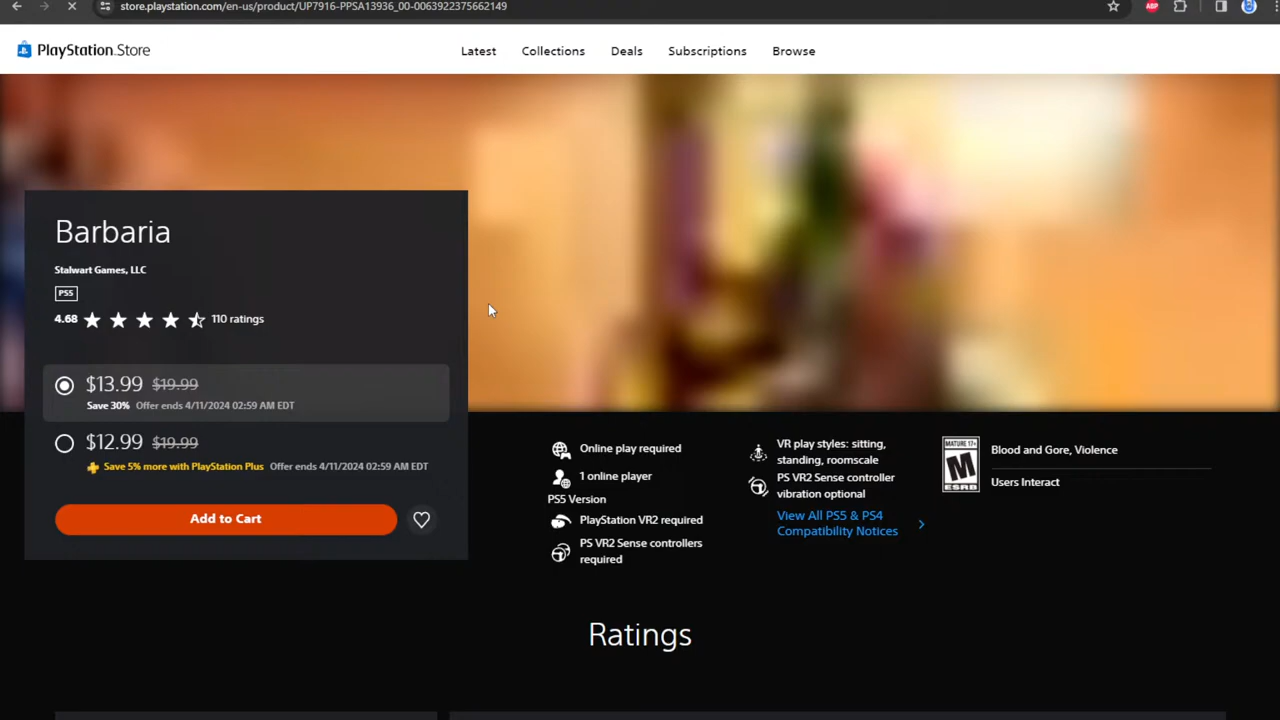 store.playstation.com/en-us/product/UP7916-PPSA13936_00-0063922375662149
ABP
PlayStation.Store
Latest
Collections
Deals
Subscriptions
Browse
Barbaria
Stalwart Games, LLC
PS5
4.68
110 ratings
$13.99 $19.99
Save 30% Offer ends 4/11/2024 02:59 AM EDT
$12.99 $19.99
Save 5% more with PlayStation Plus Offer ends 4/11/2024 02:59 AM EDT
Add to Cart
Online play required
1 online player
PS5 Version
PlayStation VR2 required
PS VR2 Sense controllers
required
VR play styles: sitting,
standing, roomscale
PS VR2 Sense controller
vibration optional
View All PS5 & PS4
Compatibility Notices
MATURE 17+
M
ESRB
Blood and Gore, Violence
Users Interact
Ratings